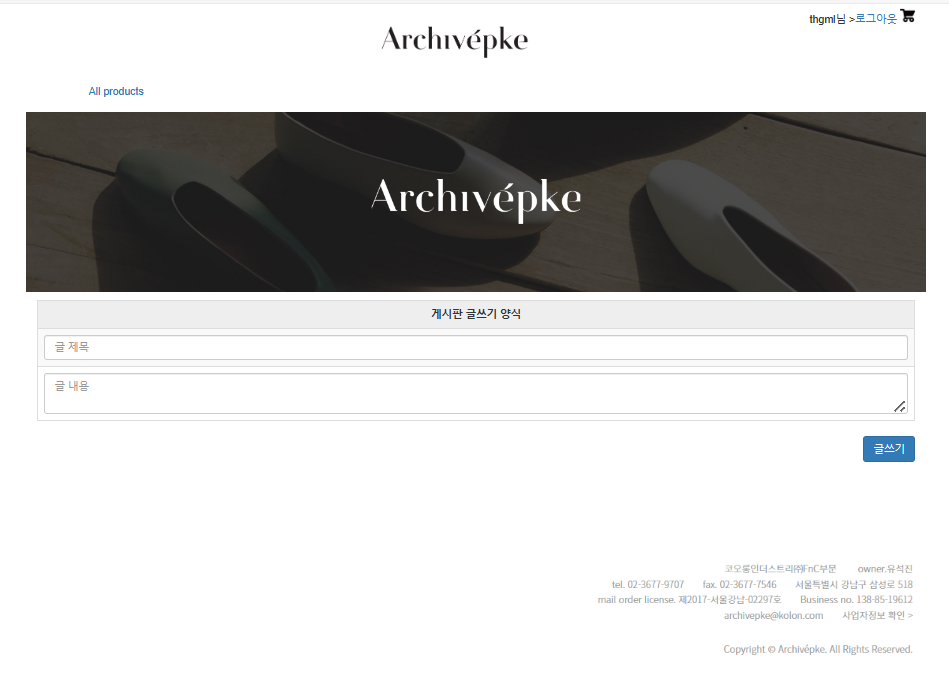 thgml님 >로그아웃
Archıvépke
All products
Archıvépke
게시판 글쓰기 양식
글 제목
글 내용
글쓰기
코오롱인더스트리㈜FnC부문 owner.유석진
tel. 02-3677-9707 fax. 02-3677-7546 서울특별시 강남구 삼성로 518
mail order license. 제2017-서울강남-02297호 Business no. 138-85-19612
archivepke@kolon.com 사업자정보 확인 >
Copyright © Archivépke. All Rights Reserved.